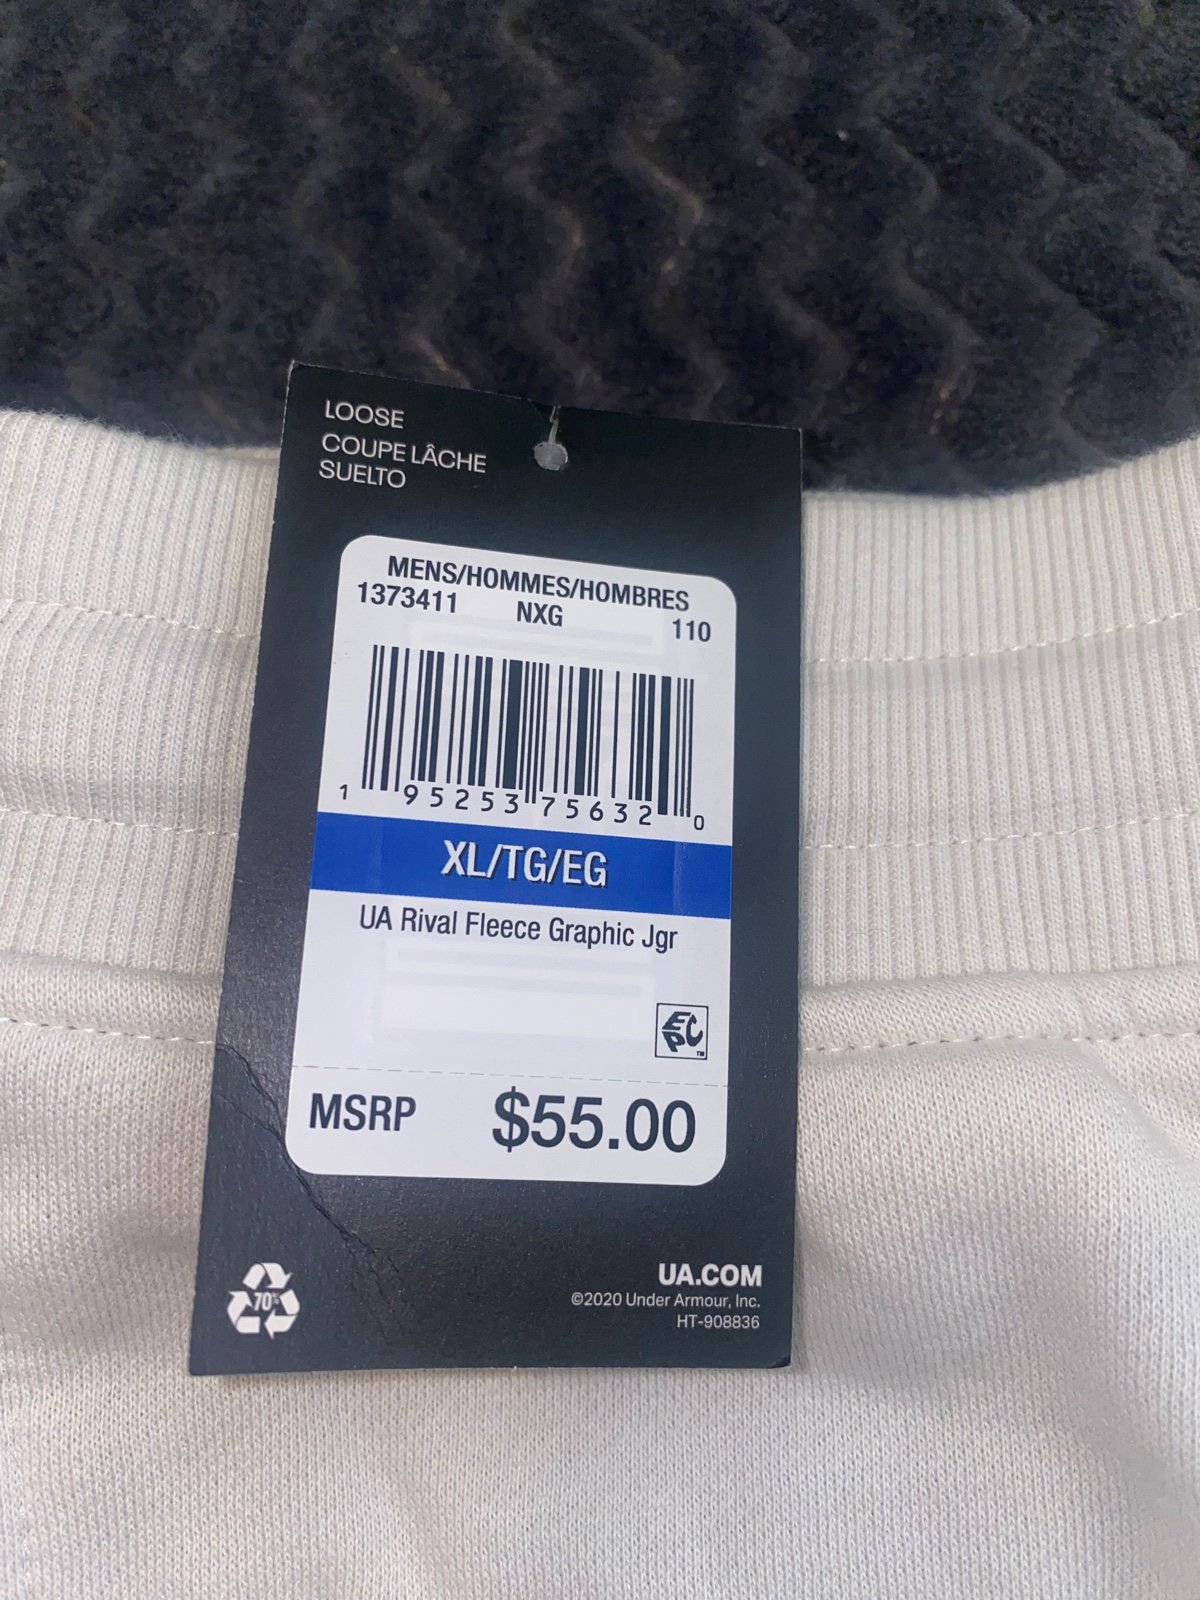 LOOSE
COUPE LÂCHE
SUELTO
MENS/HOMMES/HOMBRES
1373411 NXG 110
1 95253 75632 0
XL/TG/EG
UA Rival Fleece Graphic Jgr
EPC™
MSRP $55.00
70%
UA.COM
©2020 Under Armour, Inc.
HT-908836